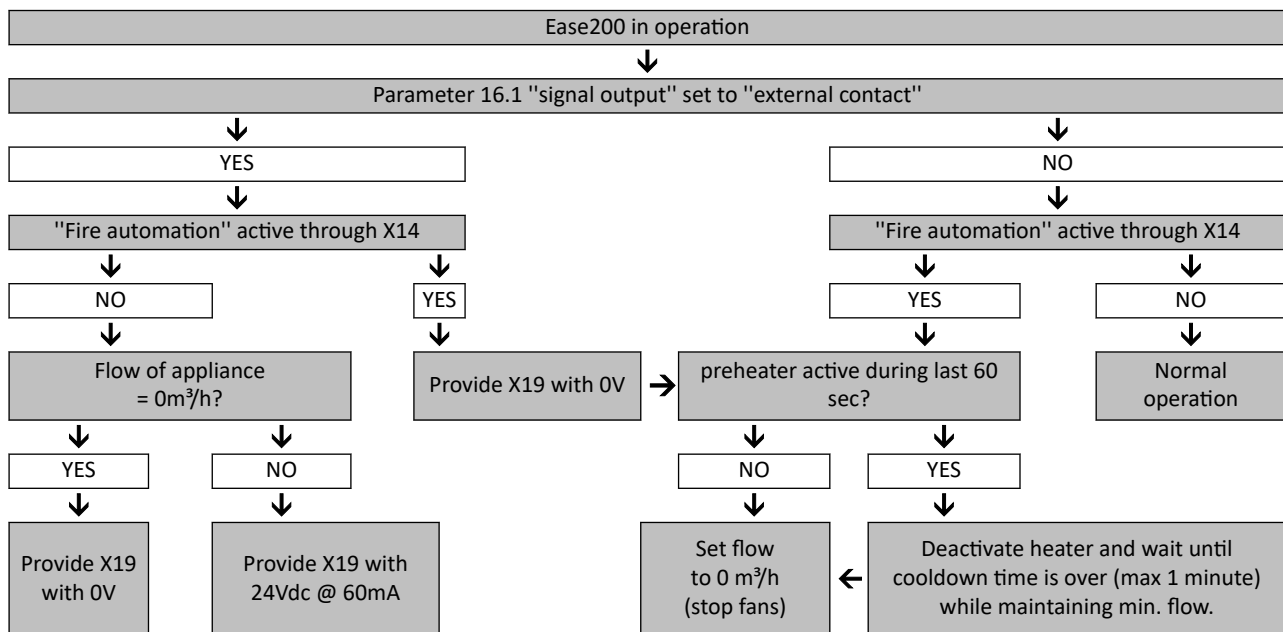 Ease200 in operation
Parameter 16.1 "signal output" set to "external contact"
YES
NO
"Fire automation" active through X14
"Fire automation" active through X14
NO
YES
YES
NO
Flow of appliance
= 0m³/h?
Provide X19 with 0V
preheater active during last 60
sec?
Normal
operation
YES
NO
NO
YES
Provide X19
with 0V
Provide X19 with
24Vdc @ 60mA
Set flow
to 0 m³/h
(stop fans)
Deactivate heater and wait until
cooldown time is over (max 1 minute)
while maintaining min. flow.